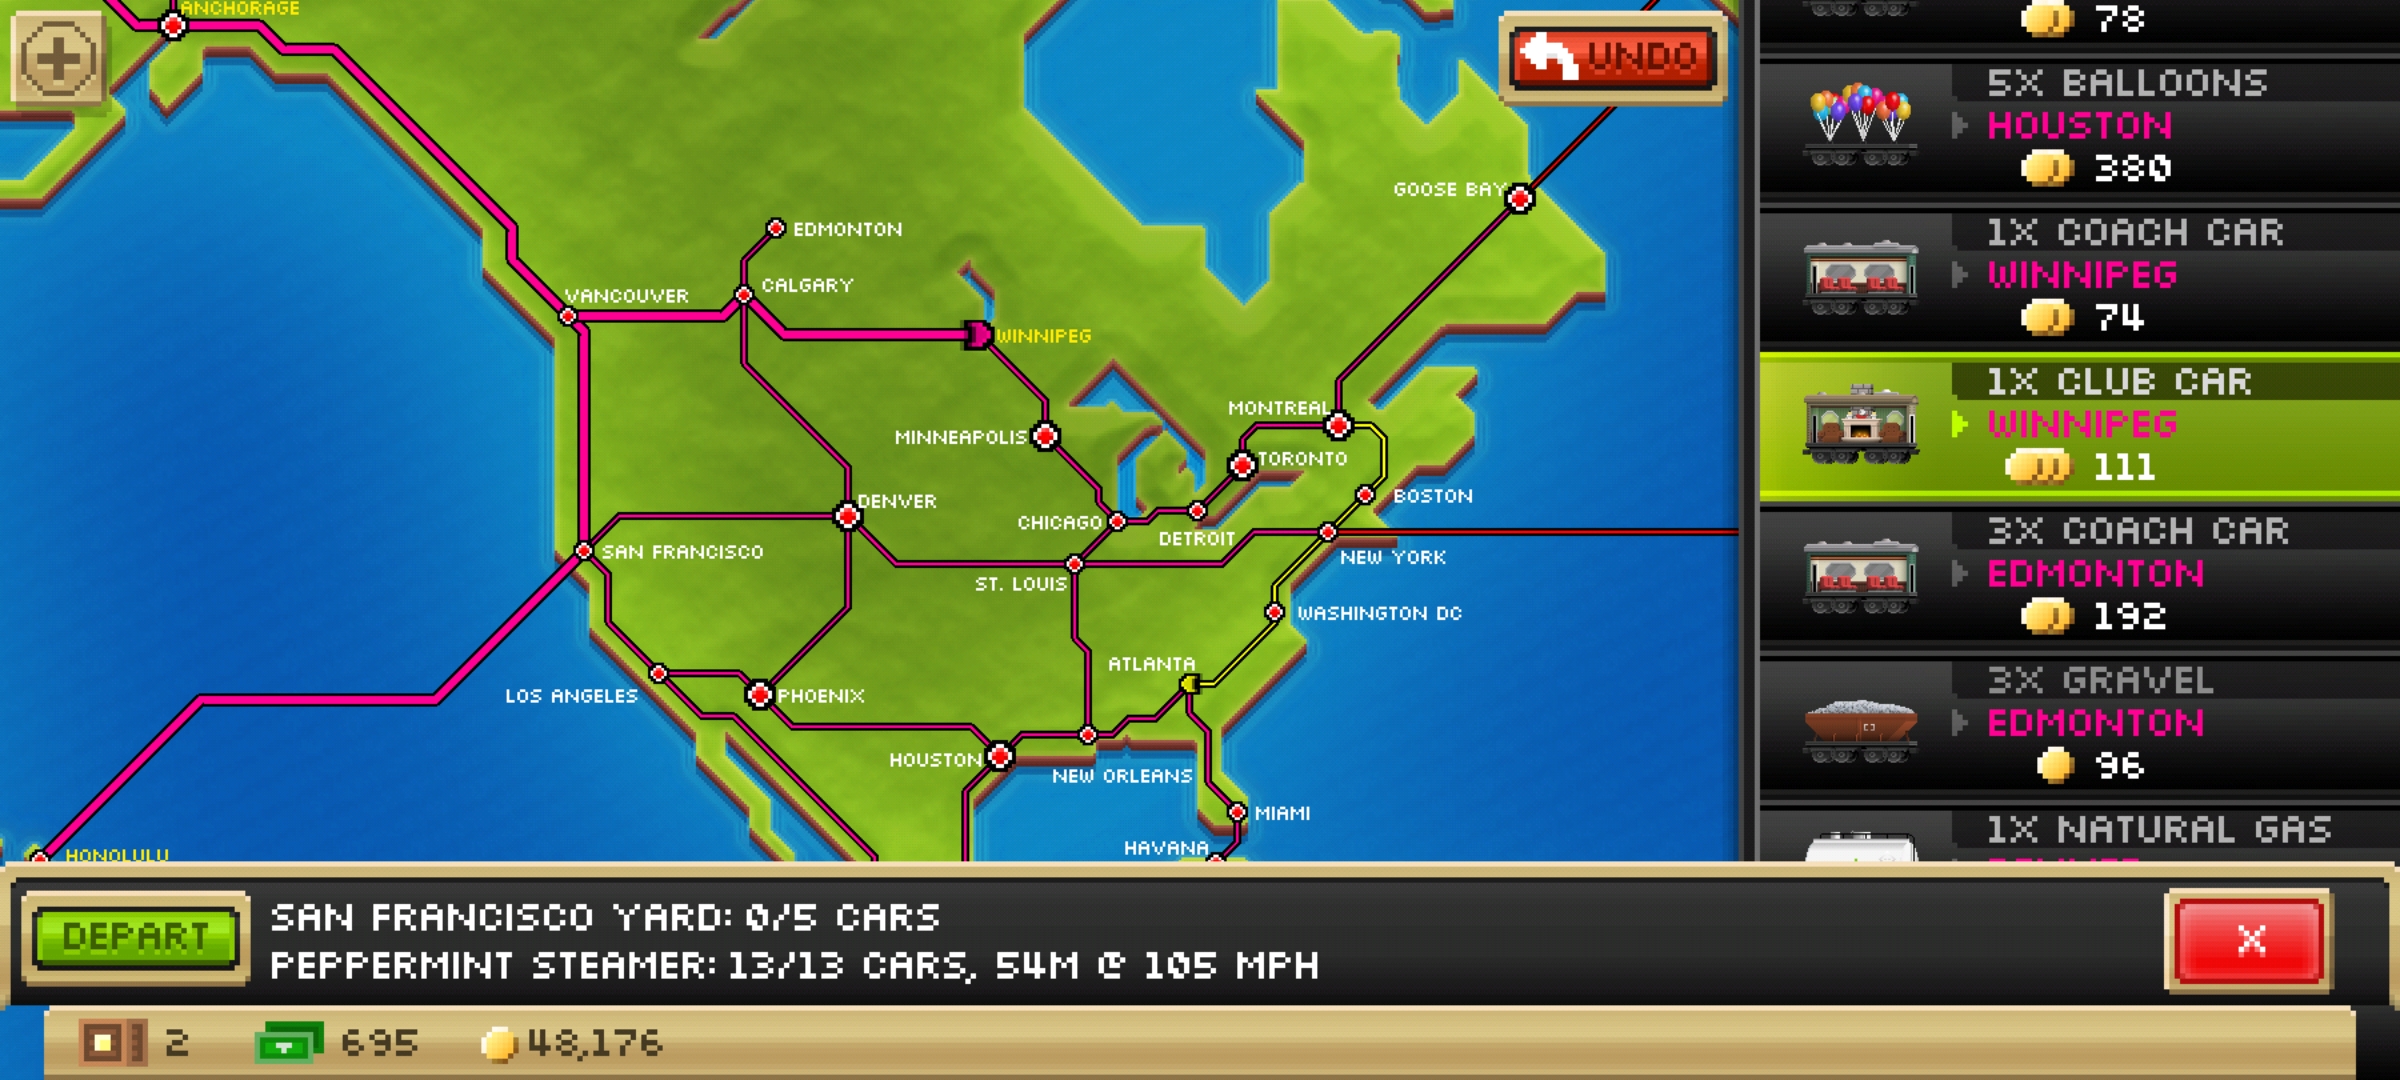 ANCHORAGE
UNDO
78
5X BALLOONS
HOUSTON
380
GOOSE BAY
1X COACH CAR
WINNIPEG
74
EDMONTON
CALGARY
VANCOUVER
WINNIPEG
1X CLUB CAR
WINNIPEG
111
MONTREAL
MINNEAPOLIS
TORONTO
BOSTON
DENVER
CHICAGO
DETROIT
SAN FRANCISCO
NEW YORK
ST. LOUIS
3X COACH CAR
EDMONTON
192
WASHINGTON DC
ATLANTA
LOS ANGELES
PHOENIX
3X GRAVEL
EDMONTON
96
HOUSTON
NEW ORLEANS
MIAMI
HAVANA
HONOLULU
1X NATURAL GAS
DEPART
SAN FRANCISCO YARD: 0/5 CARS
PEPPERMINT STEAMER: 13/13 CARS, 54M @ 105 MPH
X
2
695
48,176